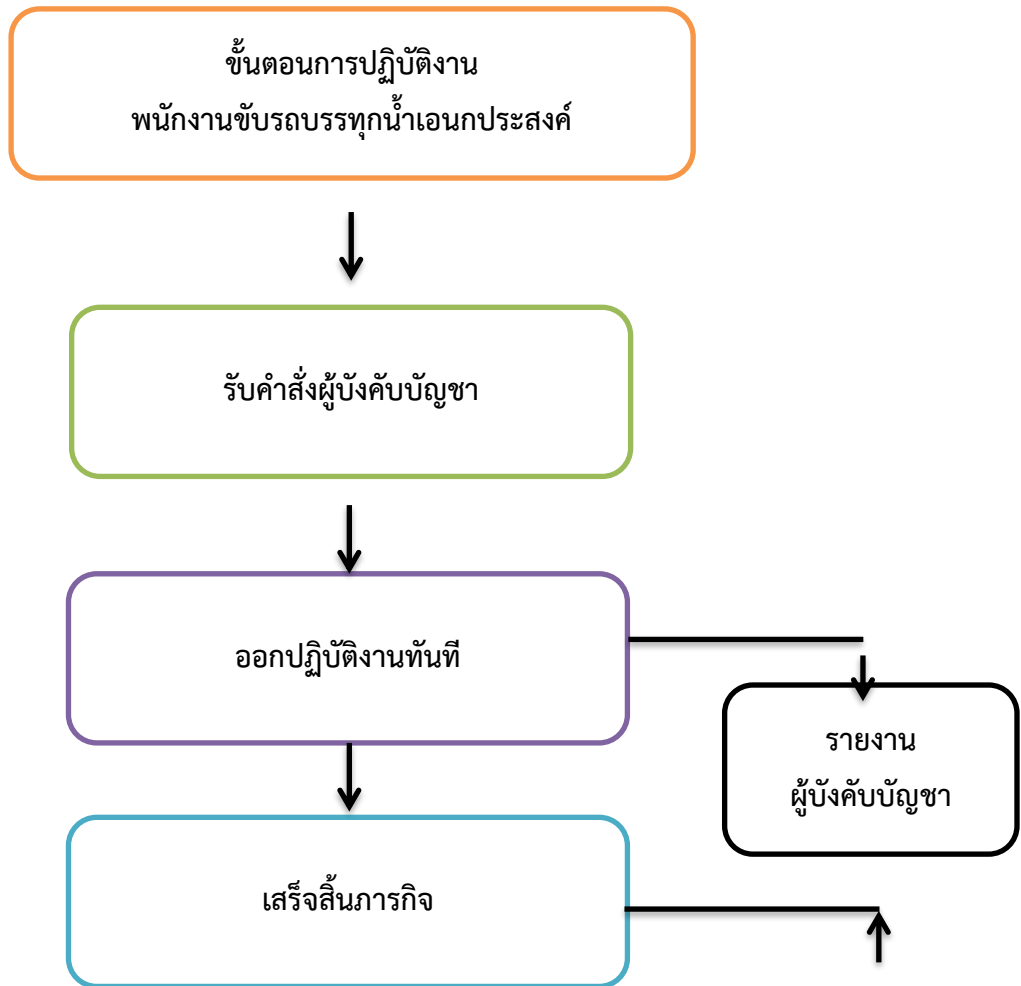 ขั้นตอนการปฏิบัติงาน
พนักงานขับรถบรรทุกน้ำเอนกประสงค์
รับคำสั่งผู้บังคับบัญชา
ออกปฏิบัติงานทันที
รายงาน
ผู้บังคับบัญชา
เสร็จสิ้นภารกิจ